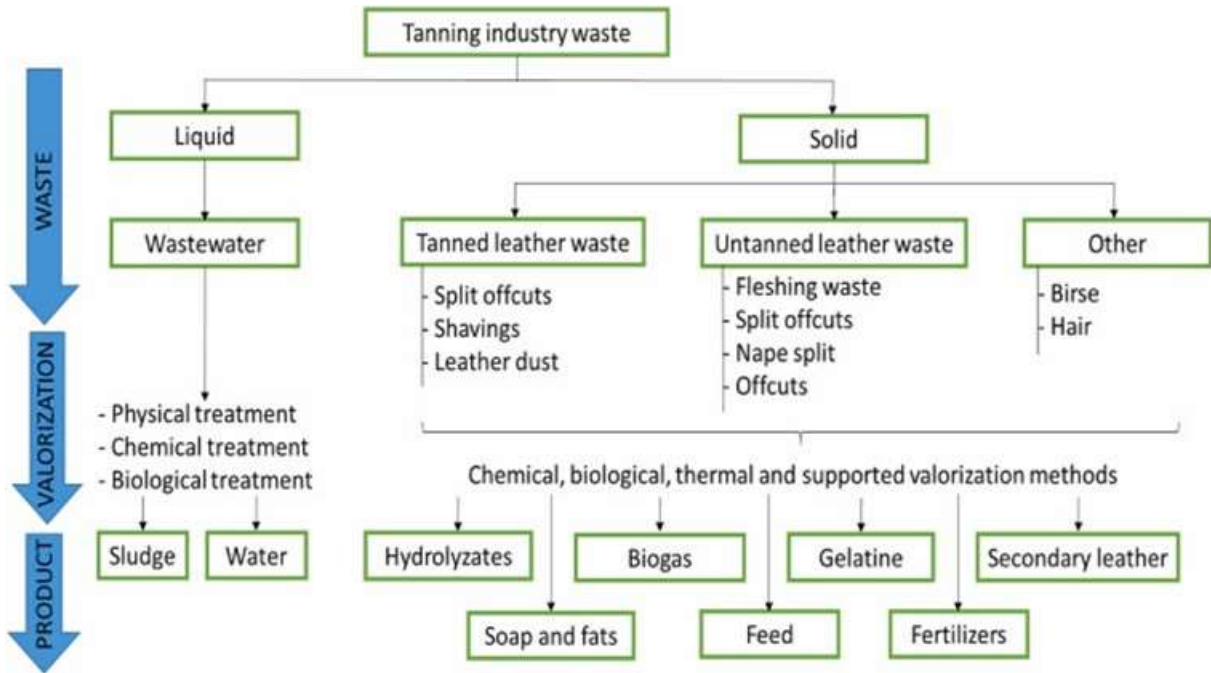 Tanning industry waste
WASTE
Liquid
Solid
Wastewater
Tanned leather waste
Untanned leather waste
Other
- Split offcuts
- Shavings
- Leather dust
- Fleshing waste
- Split offcuts
- Nape split
- Offcuts
- Birse
- Hair
VALORIZATION
- Physical treatment
- Chemical treatment
- Biological treatment
Chemical, biological, thermal and supported valorization methods
PRODUCT
Sludge
Water
Hydrolyzates
Biogas
Gelatine
Secondary leather
Soap and fats
Feed
Fertilizers